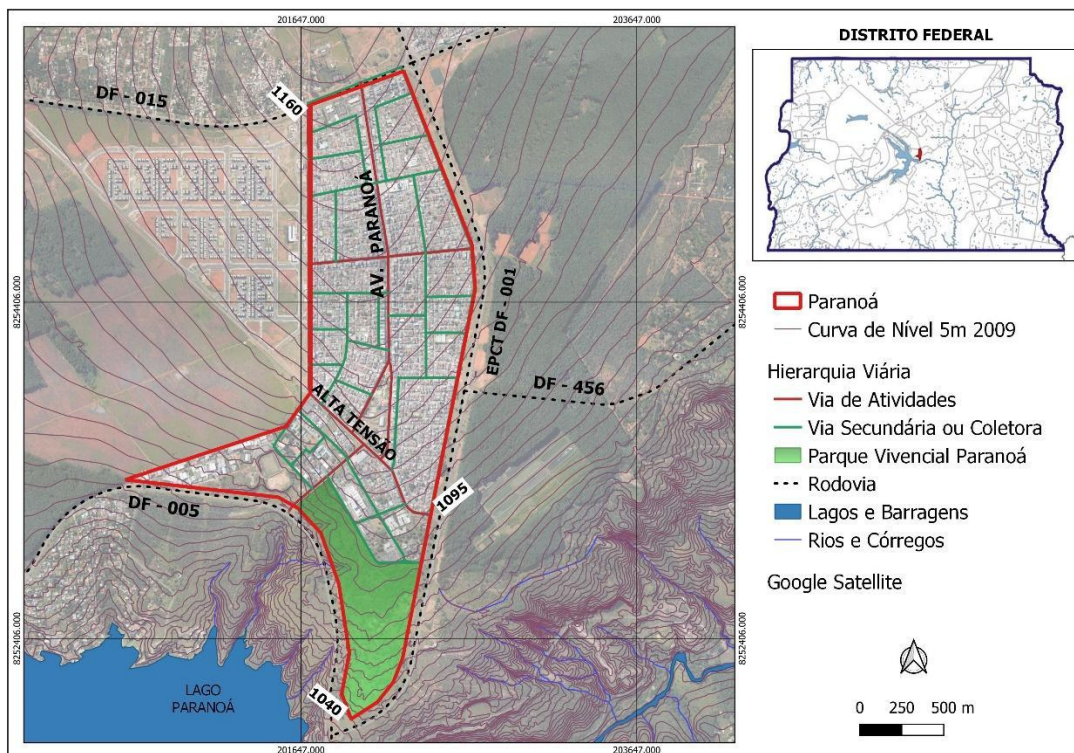 201647.000
203647.000
DF - 015
1160
AV. PARANOÁ
8254406.000
8254406.000
EPCT DF - 001
DF - 456
ALTA TENSÃO
1095
DF - 005
8252406.000
8252406.000
LAGO
PARANOÁ
1040
201647.000
203647.000
DISTRITO FEDERAL
Paranoá
Curva de Nível 5m 2009
Hierarquia Viária
Via de Atividades
Via Secundária ou Coletora
Parque Vivencial Paranoá
Rodovia
Lagos e Barragens
Rios e Córregos
Google Satellite
0 250 500 m